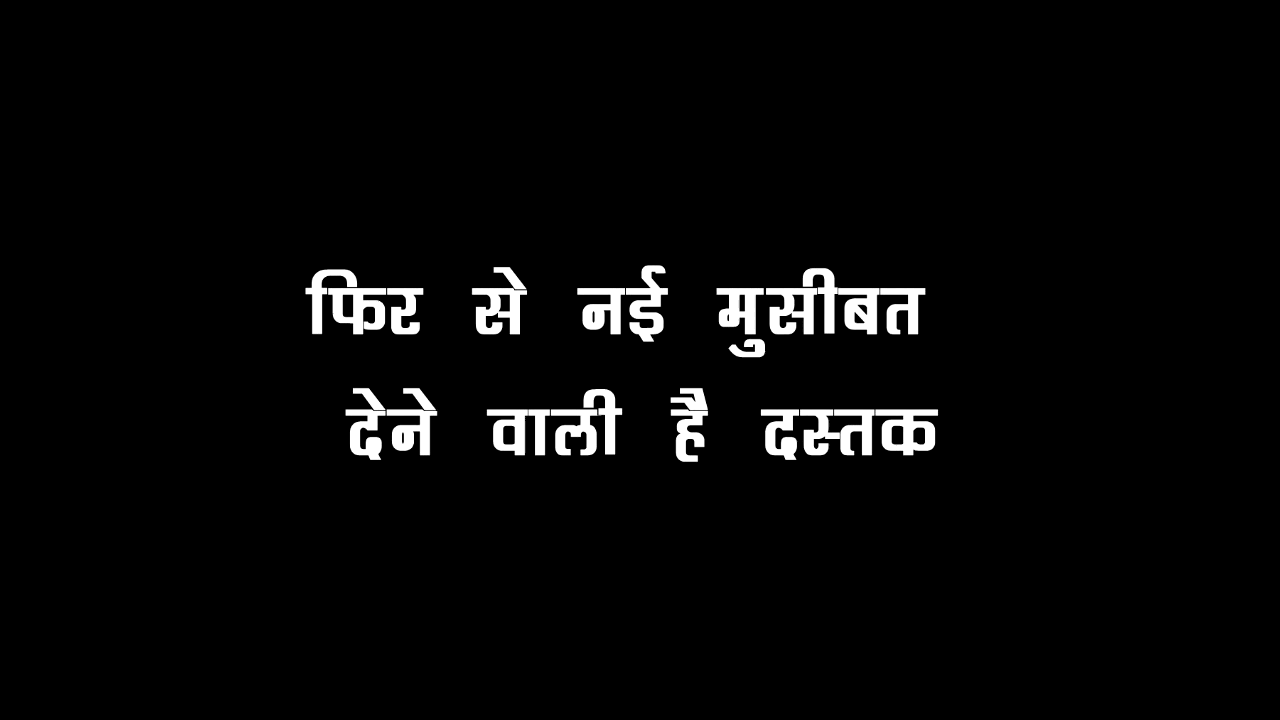 फिर से नई मुसीबत
देने वाली है दस्तक